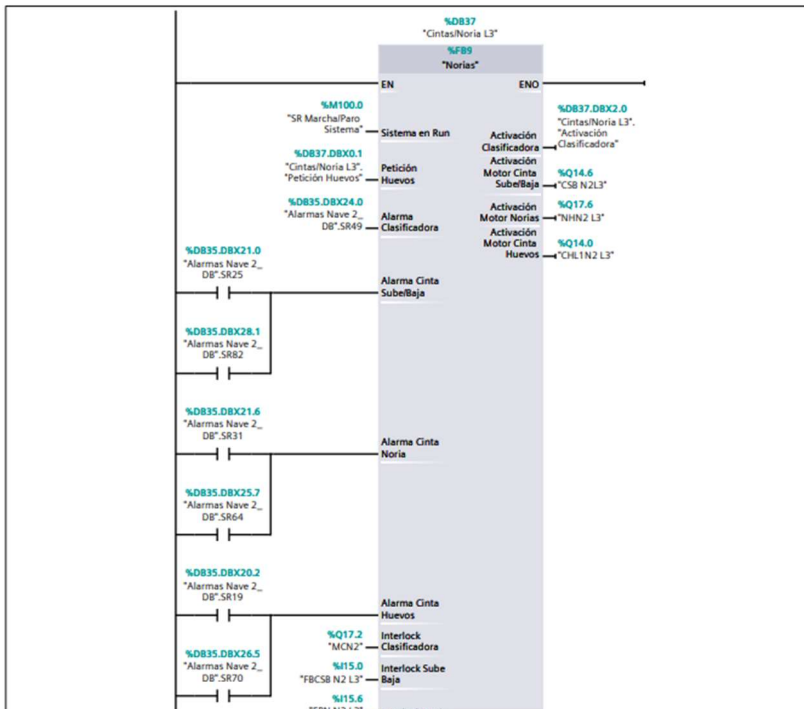 %DB37
"Cintas/Noria L3"
%FB9
"Norias"
EN
ENO
%M100.0
"SR Marcha/Paro
Sistema"
Sistema en Run
%DB37.DBX0.1
"Cintas/Noria L3".
"Petición Huevos"
Petición
Huevos
%DB35.DBX24.0
"Alarmas Nave 2_
DB".SR49
Alarma
Clasificadora
Activación
Clasificadora
%DB37.DBX2.0
"Cintas/Noria L3".
"Activación
Clasificadora"
Activación
Motor Cinta
Sube/Baja
%Q14.6
"CSB N2L3"
Activación
Motor Norias
%Q17.6
"NHN2 L3"
Activación
Motor Cinta
Huevos
%Q14.0
"CHL1N2 L3"
%DB35.DBX21.0
"Alarmas Nave 2_
DB".SR25
Alarma Cinta
Sube/Baja
%DB35.DBX28.1
"Alarmas Nave 2_
DB".SR82
%DB35.DBX21.6
"Alarmas Nave 2_
DB".SR31
Alarma Cinta
Noria
%DB35.DBX25.7
"Alarmas Nave 2_
DB".SR64
%DB35.DBX20.2
"Alarmas Nave 2_
DB".SR19
Alarma Cinta
Huevos
%Q17.2
"MCN2"
Interlock
Clasificadora
%DB35.DBX26.5
"Alarmas Nave 2_
DB".SR70
%I15.0
"FBCSB N2 L3"
Interlock Sube
Baja
%I15.6